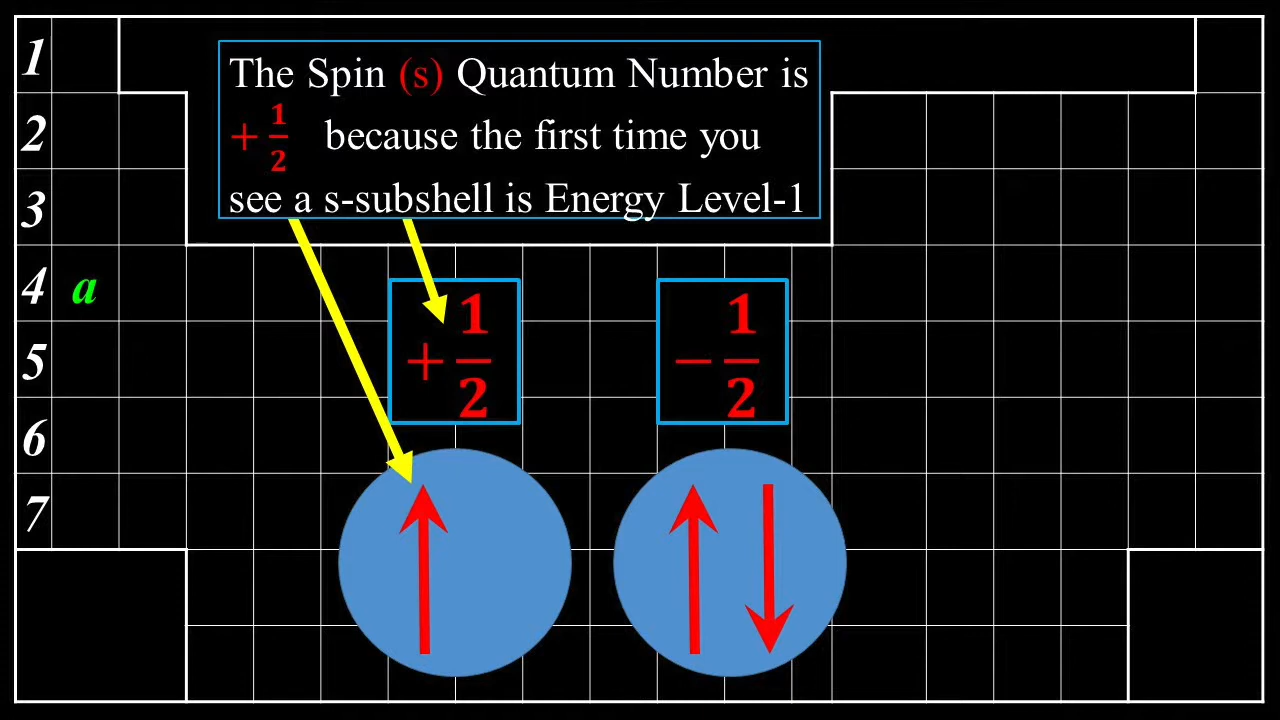 1
The Spin (s) Quantum Number is
2
+ 1/2 because the first time you
3
see a s-subshell is Energy Level-1
4 a
+ 1/2
− 1/2
5
6
7